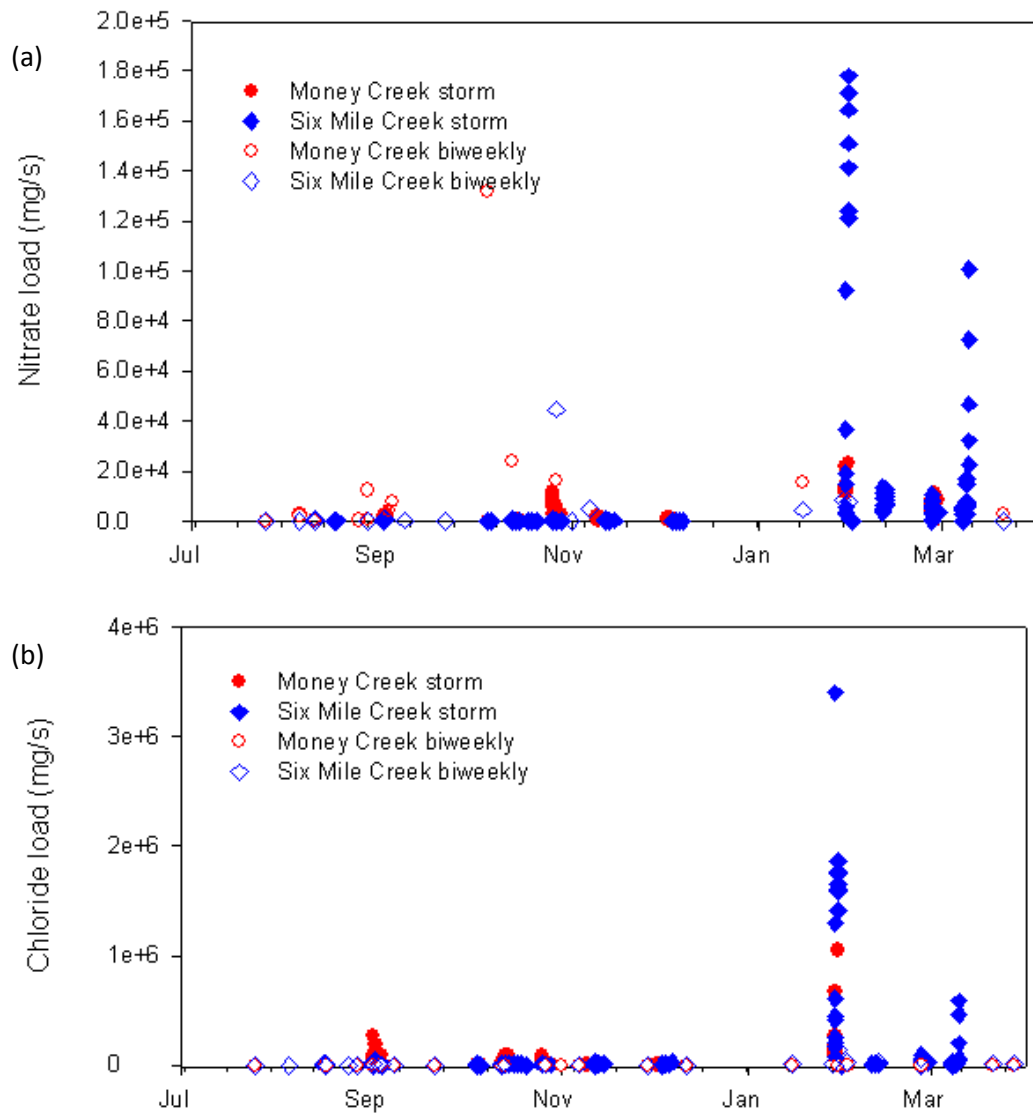 (a)
Nitrate load (mg/s)
2.0e+5
1.8e+5
1.6e+5
1.4e+5
1.2e+5
1.0e+5
8.0e+4
6.0e+4
4.0e+4
2.0e+4
0.0
Money Creek storm
Six Mile Creek storm
Money Creek biweekly
Six Mile Creek biweekly
Jul Sep Nov Jan Mar
(b)
Chloride load (mg/s)
4e+6
3e+6
2e+6
1e+6
0
Money Creek storm
Six Mile Creek storm
Money Creek biweekly
Six Mile Creek biweekly
Jul Sep Nov Jan Mar